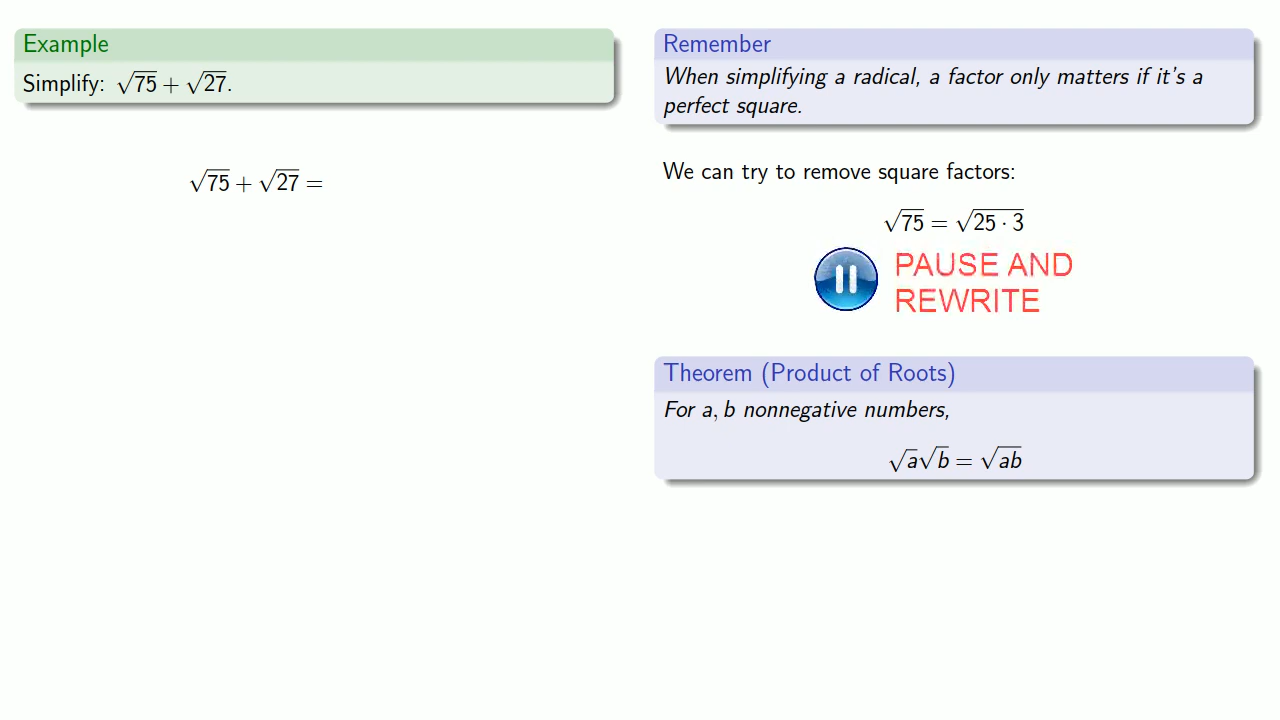 Example
Simplify: √75 + √27.
√75 + √27 =
Remember
When simplifying a radical, a factor only matters if it's a
perfect square.
We can try to remove square factors:
√75 = √25 · 3
PAUSE AND
REWRITE
Theorem (Product of Roots)
For a, b nonnegative numbers,
√a√b = √ab